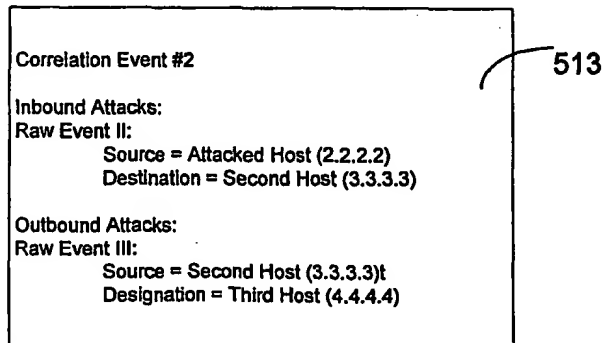 Correlation Event #2
513
Inbound Attacks:
Raw Event II:
Source = Attacked Host (2.2.2.2)
Destination = Second Host (3.3.3.3)
Outbound Attacks:
Raw Event III:
Source = Second Host (3.3.3.3)t
Designation = Third Host (4.4.4.4)